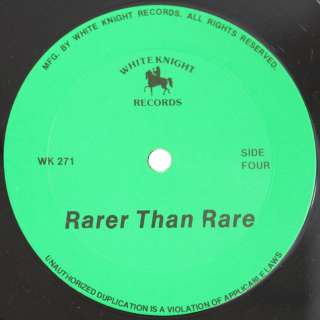 MFG. BY WHITE KNIGHT RECORDS. ALL RIGHTS RESERVED.
WHITE KNIGHT
RECORDS
WK 271
SIDE
FOUR
Rarer Than Rare
UNAUTHORIZED DUPLICATION IS A VIOLATION OF APPLICABLE LAWS